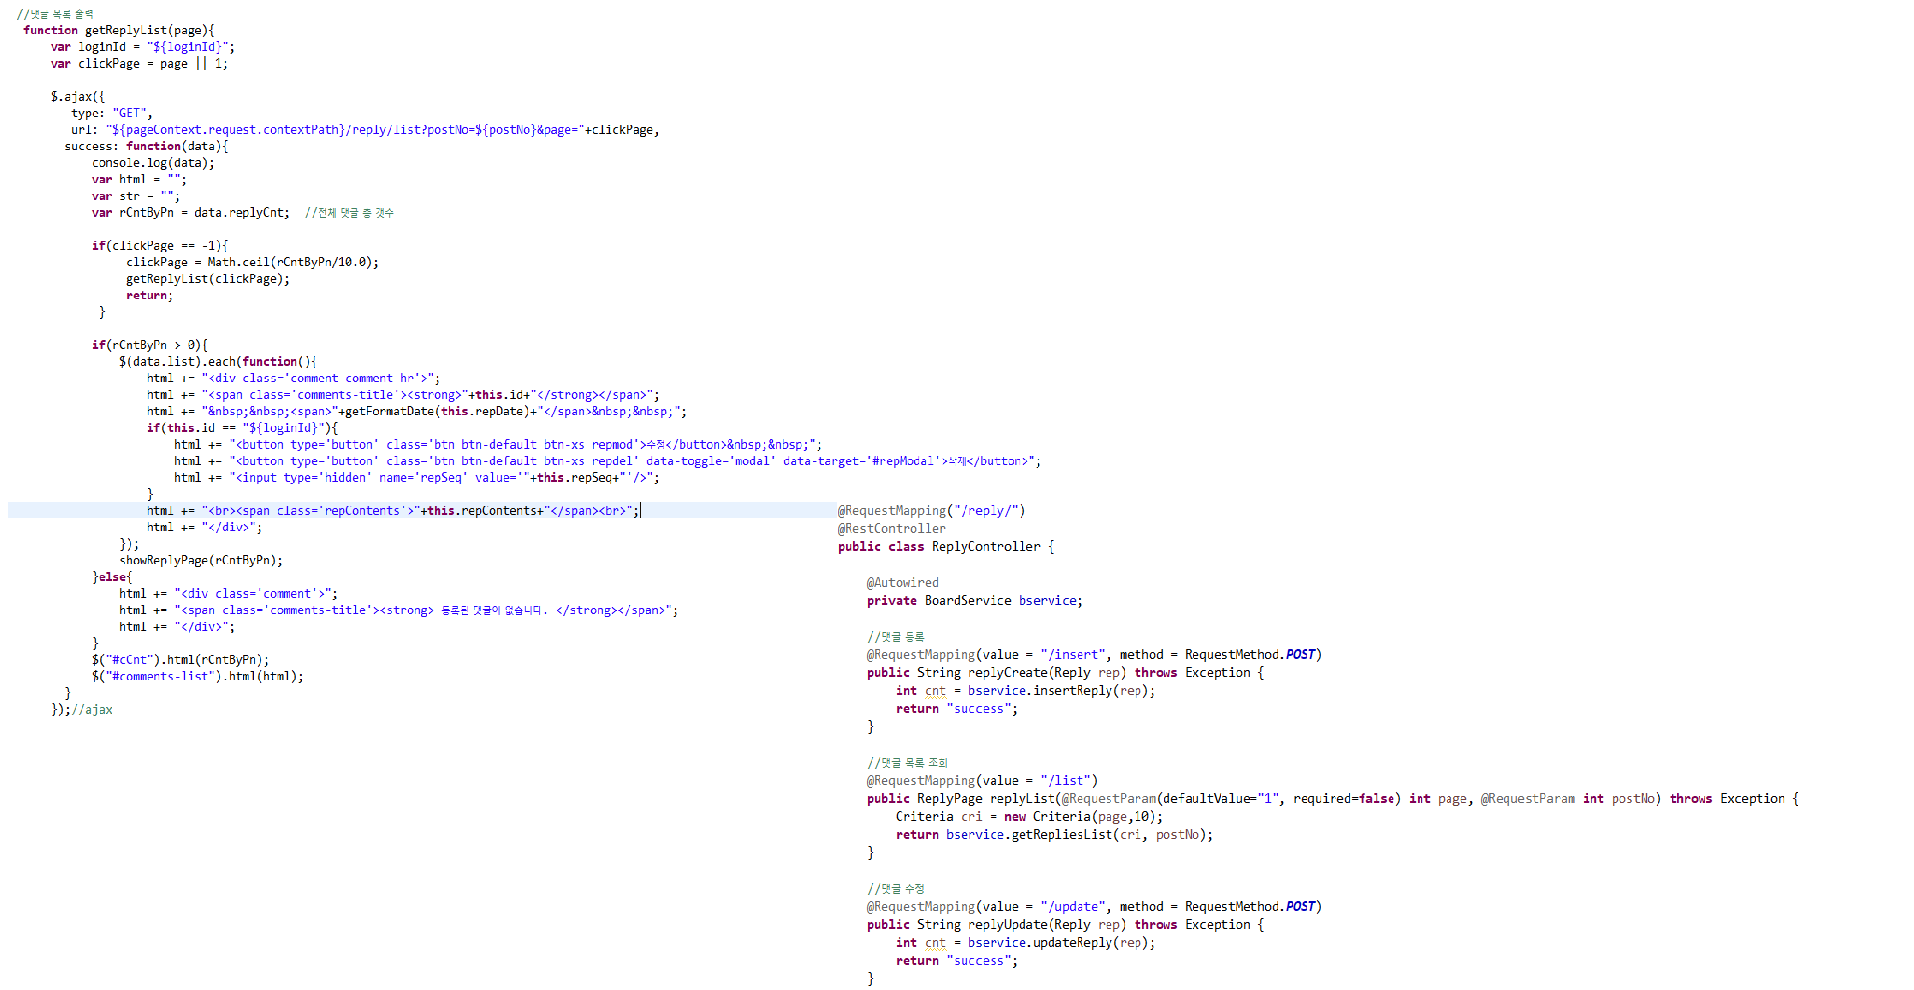 //댓글 목록 출력
function getReplyList(page){
var loginId = "${loginId}";
var clickPage = page || 1;
$.ajax({
type: "GET",
url: "${pageContext.request.contextPath}/reply/list?postNo=${postNo}&page="+clickPage,
success: function(data){
console.log(data);
var html = "";
var str = "";
var rCntByPn = data.replyCnt; //전체 댓글 총 갯수
if(clickPage == -1){
clickPage = Math.ceil(rCntByPn/10.0);
getReplyList(clickPage);
return;
}
if(rCntByPn > 0){
$(data.list).each(function(){
html += "<div class='comment comment hr'>";
html += "<span class='comments-title'><strong>"+this.id+"</strong></span>";
html += "&nbsp;&nbsp;<span>"+getFormatDate(this.repDate)+"</span>&nbsp;&nbsp;";
if(this.id == "${loginId}"){
html += "<button type='button' class='btn btn-default btn-xs repmod'>수정</button>&nbsp;&nbsp;";
html += "<button type='button' class='btn btn-default btn-xs repdel' data-toggle='modal' data-target='#repModal'>삭제</button>";
html += "<input type='hidden' name='repSeq' value='"+this.repSeq+"'/>";
}
html += "<br><span class='repContents'>"+this.repContents+"</span><br>";
html += "</div>";
});
showReplyPage(rCntByPn);
}else{
html += "<div class='comment'>";
html += "<span class='comments-title'><strong> 등록된 댓글이 없습니다. </strong></span>";
html += "</div>";
}
$("#cCnt").html(rCntByPn);
$("#comments-list").html(html);
}
});//ajax
@RequestMapping("/reply/")
@RestController
public class ReplyController {
@Autowired
private BoardService bservice;
//댓글 등록
@RequestMapping(value = "/insert", method = RequestMethod.POST)
public String replyCreate(Reply rep) throws Exception {
int cnt = bservice.insertReply(rep);
return "success";
}
//댓글 목록 조회
@RequestMapping(value = "/list")
public ReplyPage replyList(@RequestParam(defaultValue="1", required=false) int page, @RequestParam int postNo) throws Exception {
Criteria cri = new Criteria(page,10);
return bservice.getRepliesList(cri, postNo);
}
//댓글 수정
@RequestMapping(value = "/update", method = RequestMethod.POST)
public String replyUpdate(Reply rep) throws Exception {
int cnt = bservice.updateReply(rep);
return "success";
}